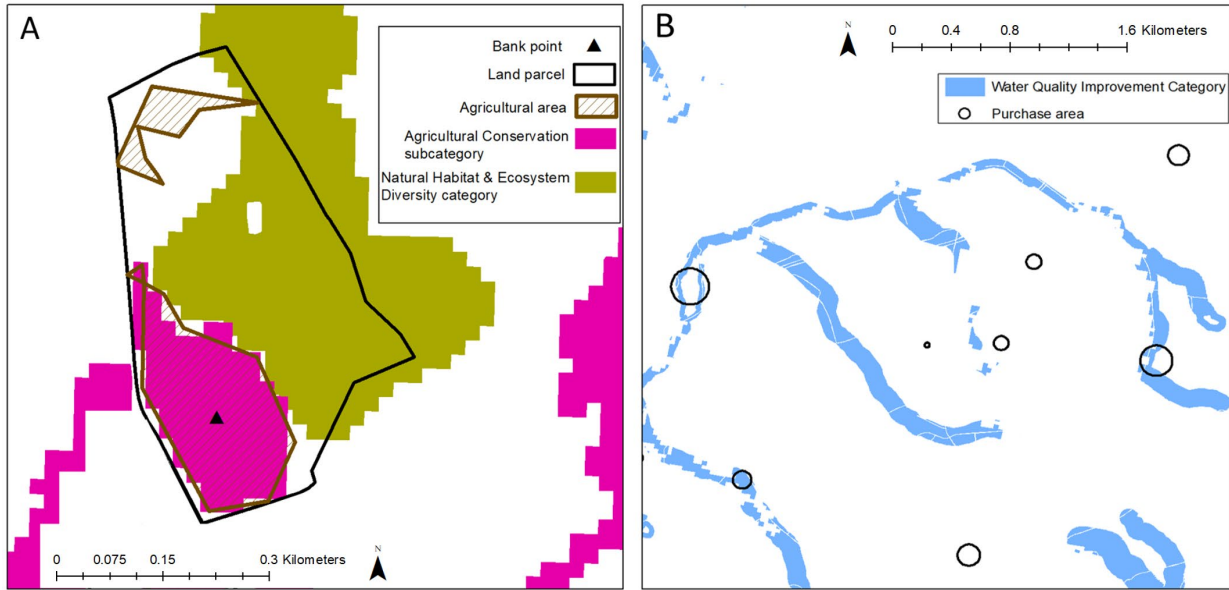 A
Bank point
Land parcel
Agricultural area
Agricultural Conservation
subcategory
Natural Habitat & Ecosystem
Diversity category
0 0.075 0.15 0.3 Kilometers
N
B
N
0 0.4 0.8 1.6 Kilometers
Water Quality Improvement Category
Purchase area